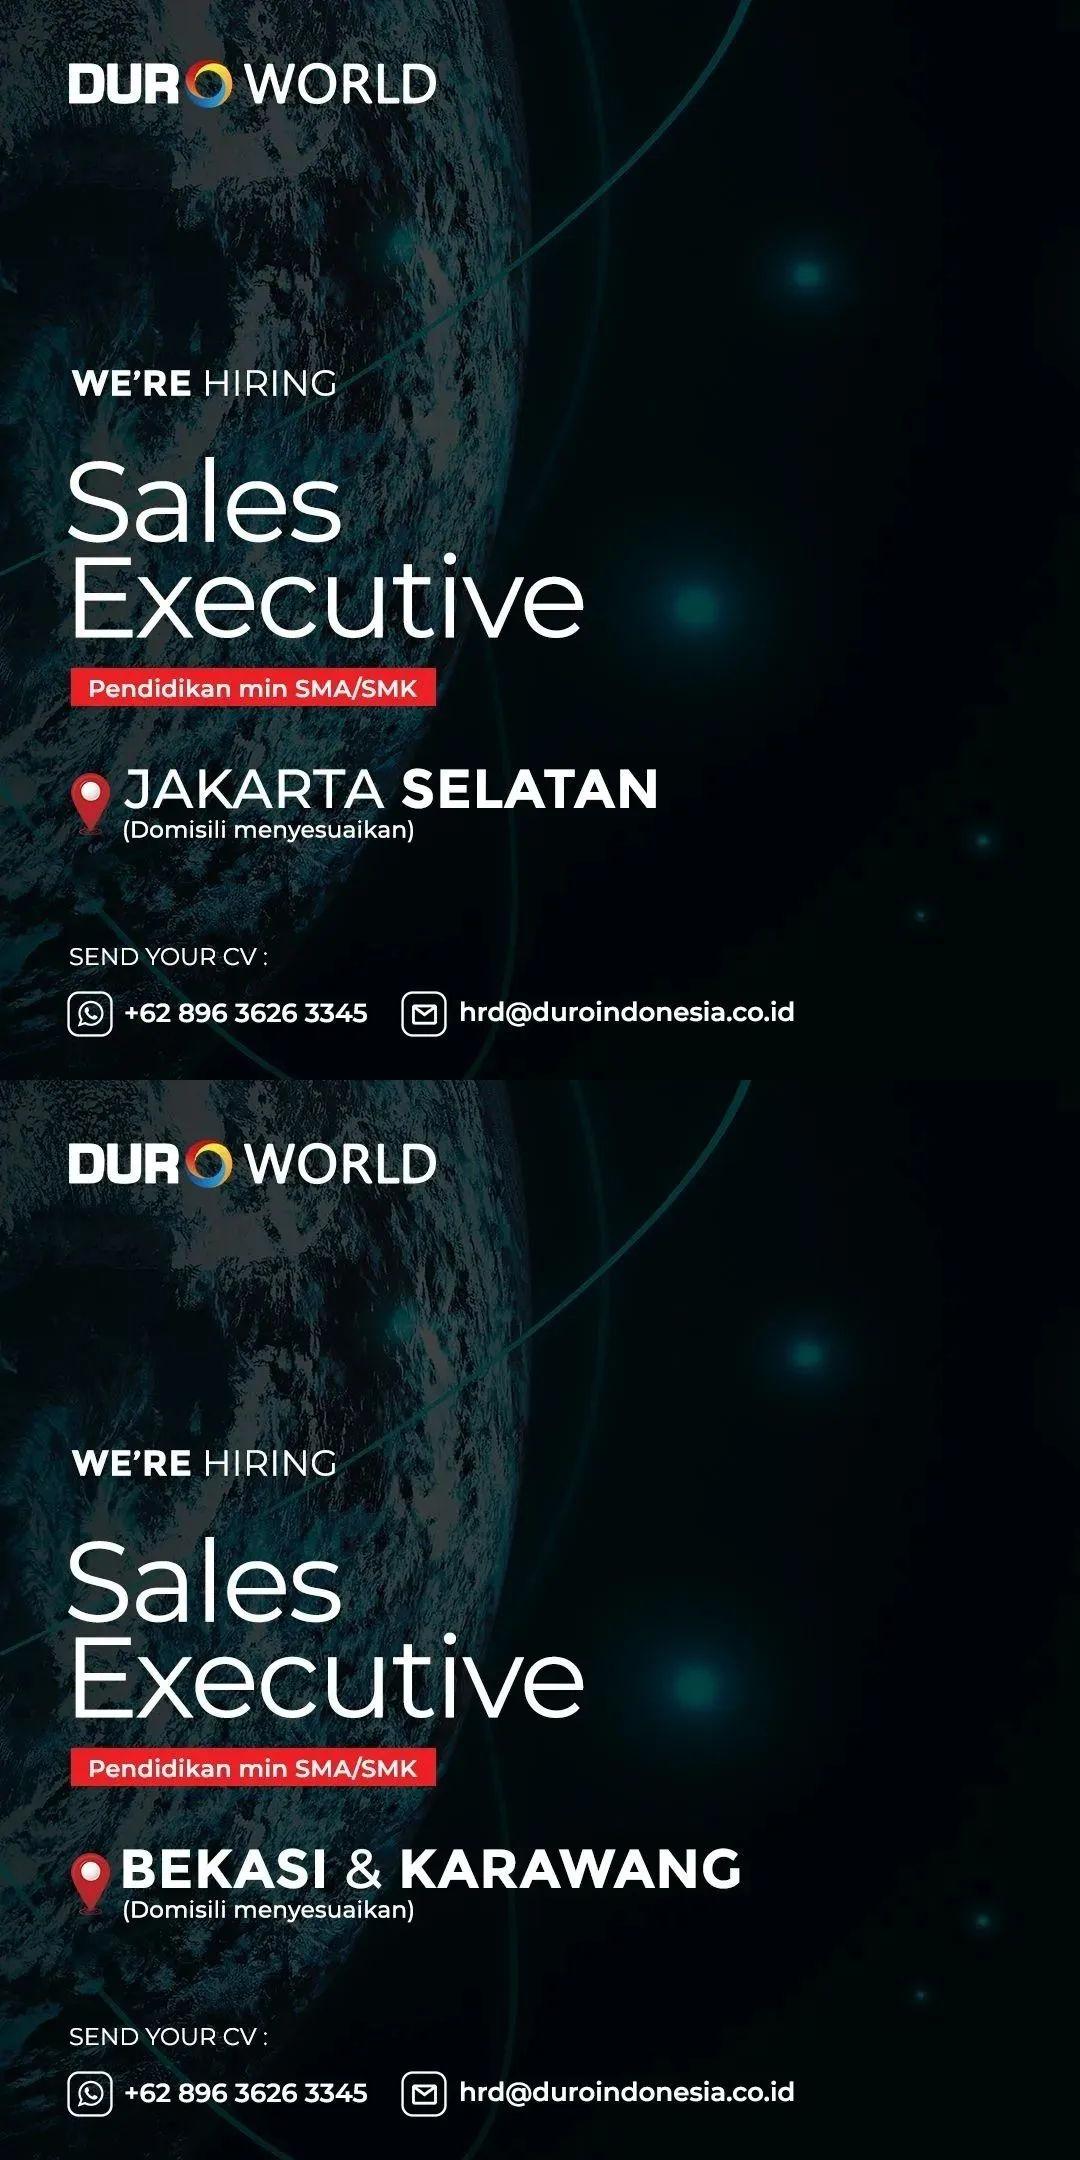 DURO WORLD
WE'RE HIRING
Sales
Executive
Pendidikan min SMA/SMK
JAKARTA SELATAN
(Domisili menyesuaikan)
SEND YOUR CV :
+62 896 3626 3345 hrd@duroindonesia.co.id
DURO WORLD
WE'RE HIRING
Sales
Executive
Pendidikan min SMA/SMK
BEKASI & KARAWANG
(Domisili menyesuaikan)
SEND YOUR CV :
+62 896 3626 3345 hrd@duroindonesia.co.id